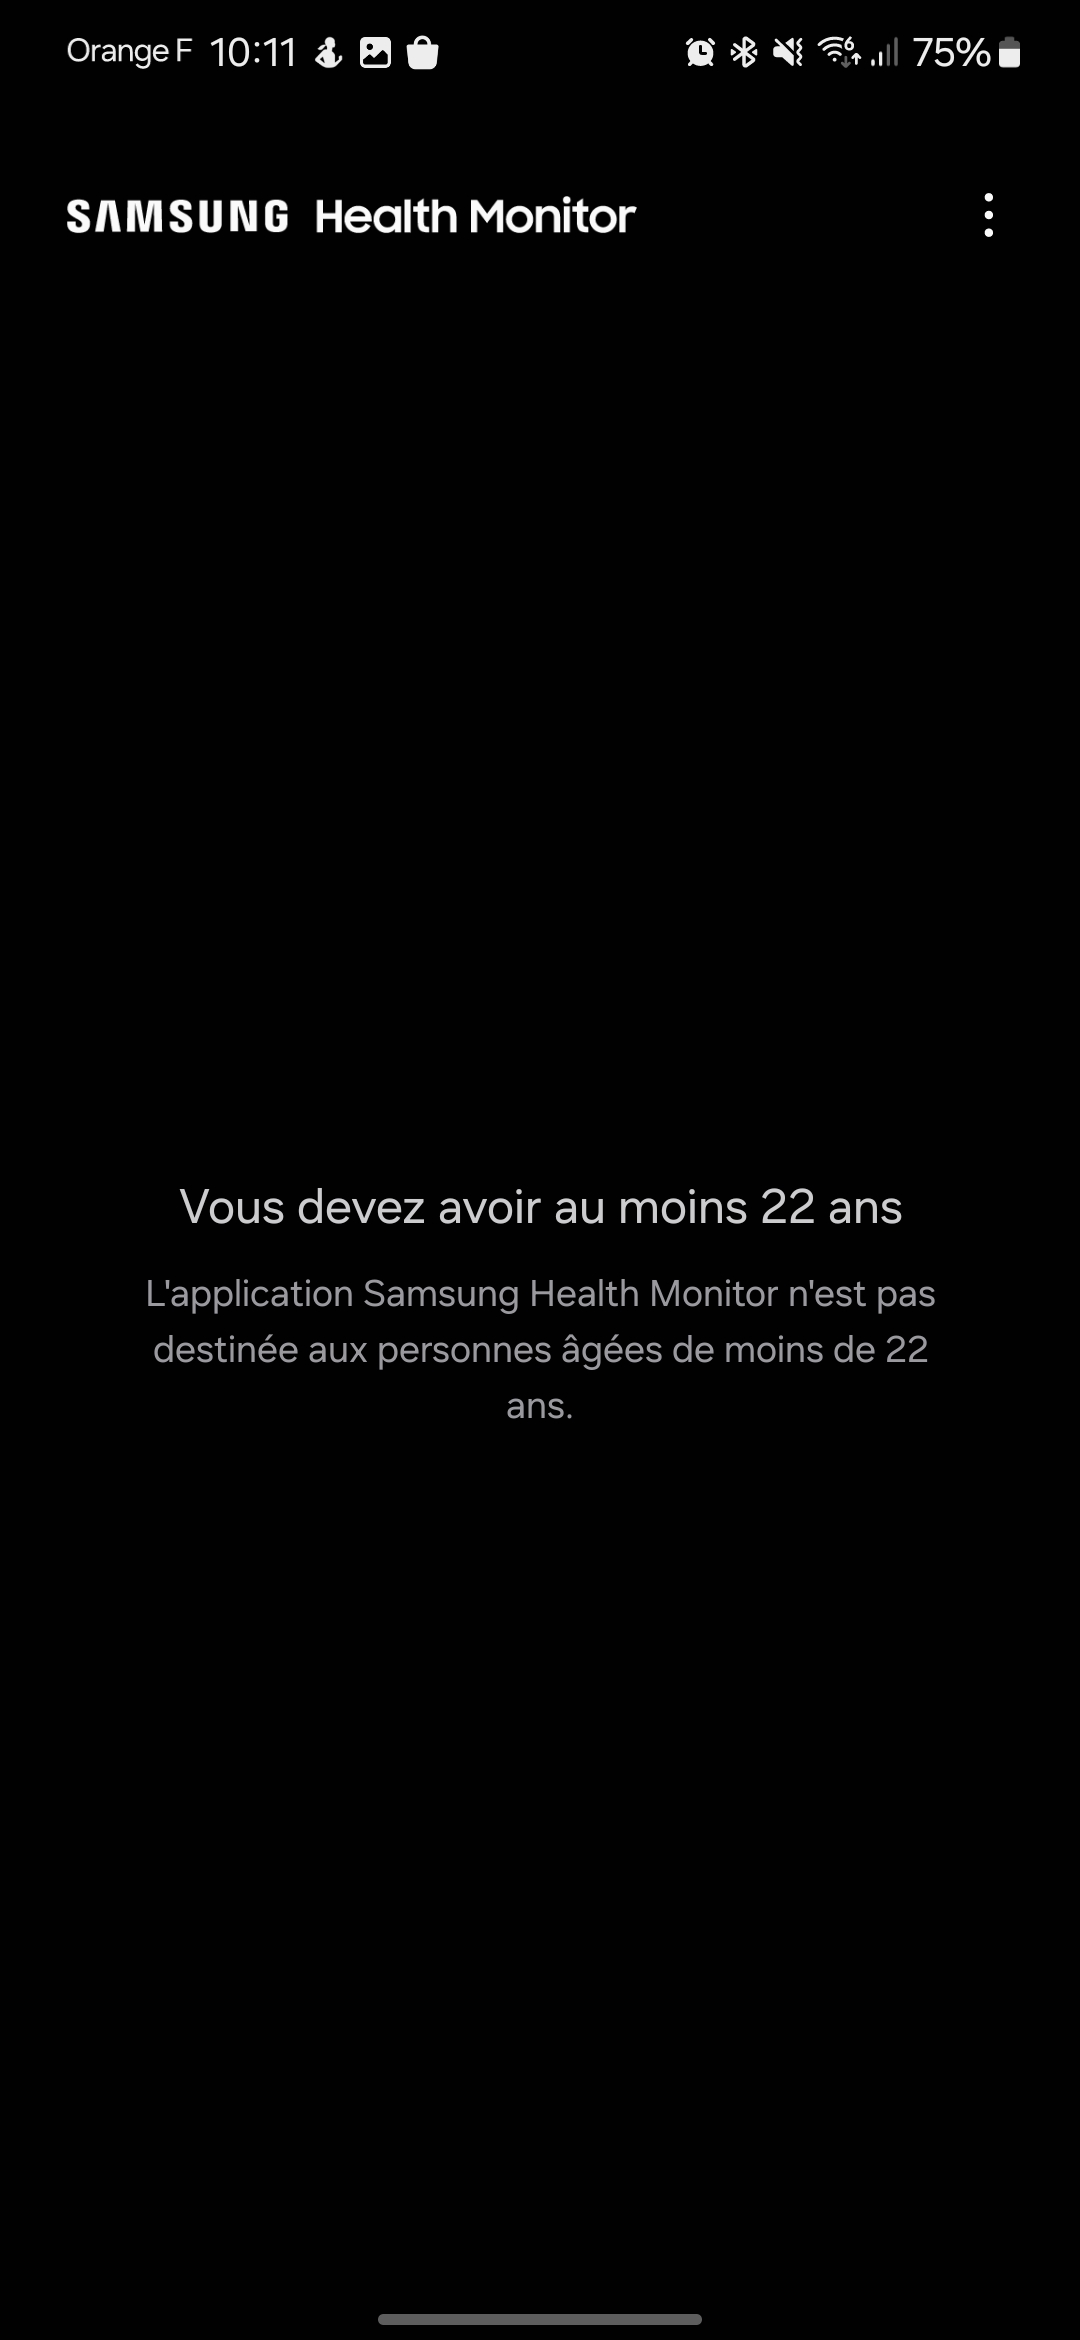 Orange F 10:11 6 75%
SAMSUNG Health Monitor
Vous devez avoir au moins 22 ans
L'application Samsung Health Monitor n'est pas
destinée aux personnes âgées de moins de 22
ans.